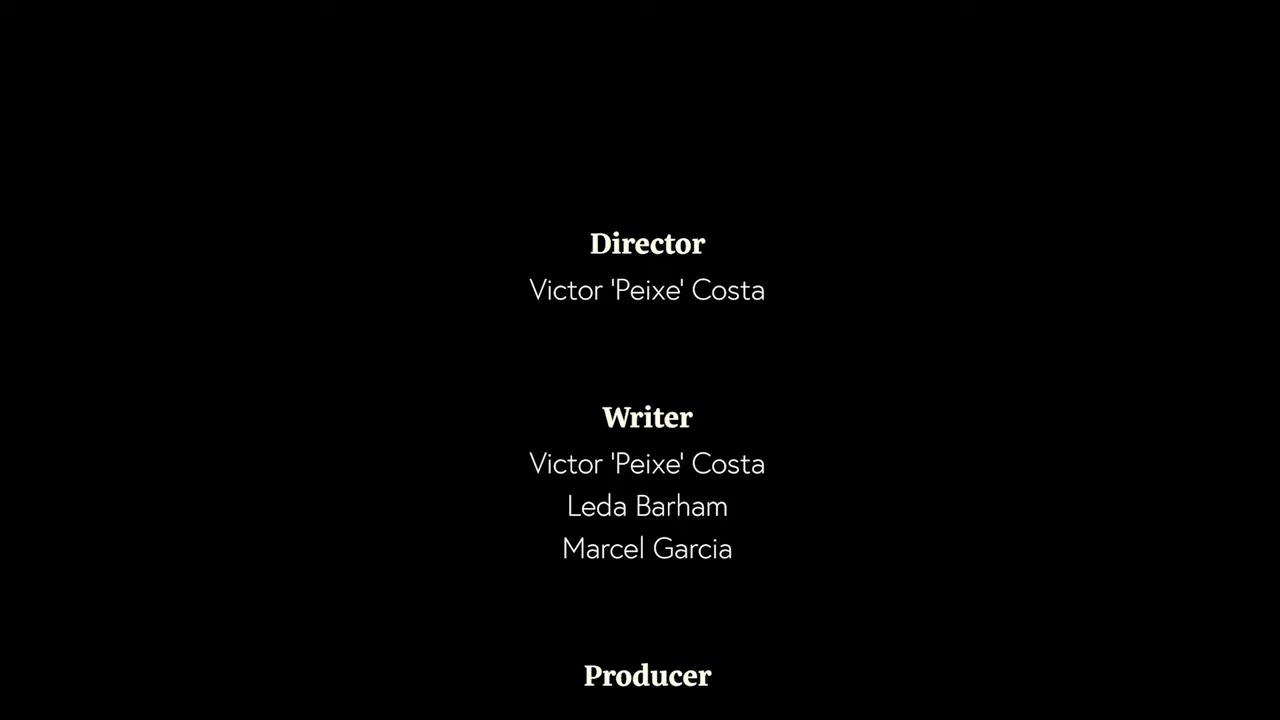 Director
Victor 'Peixe' Costa
Writer
Victor 'Peixe' Costa
Leda Barham
Marcel Garcia
Producer